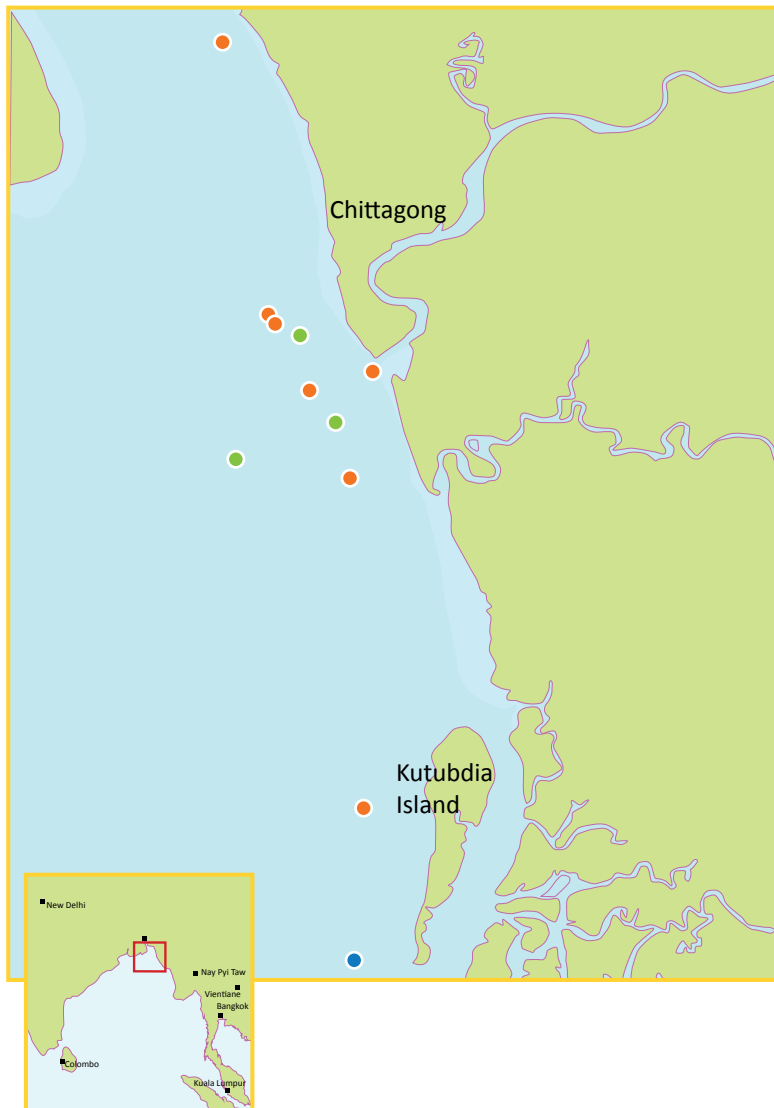 Chittagong
Kutubdia
Island
New Delhi
Nay Pyi Taw
Vientiane
Bangkok
Colombo
Kuala Lumpur